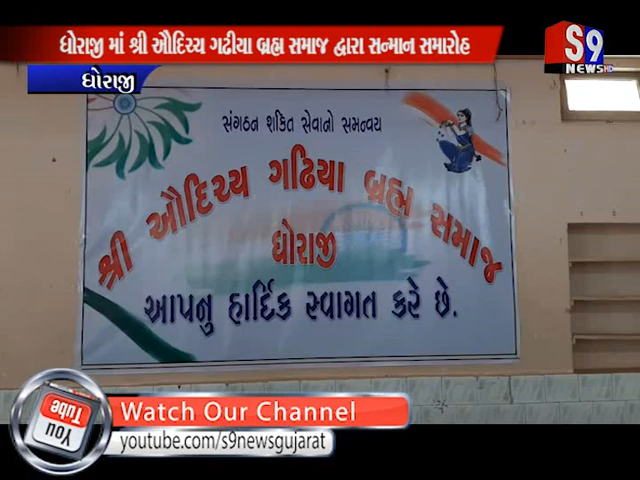 ધોરાજી માં શ્રી ઔદિચ્ય ગઢીયા બ્રહ્મ સમાજ દ્વારા સન્માન સમારોહ
S9
NEWS HD
ધોરાજી
સંગઠન શકિત સેવાનો સમન્વય
શ્રી ઔદિચ્ય ગઢિયા બ્રહ્મ સમાજ
ધોરાજી
આપનુ હાર્દિક સ્વાગત કરે છે.
You
Tube
Watch Our Channel
youtube.com/s9newsgujarat